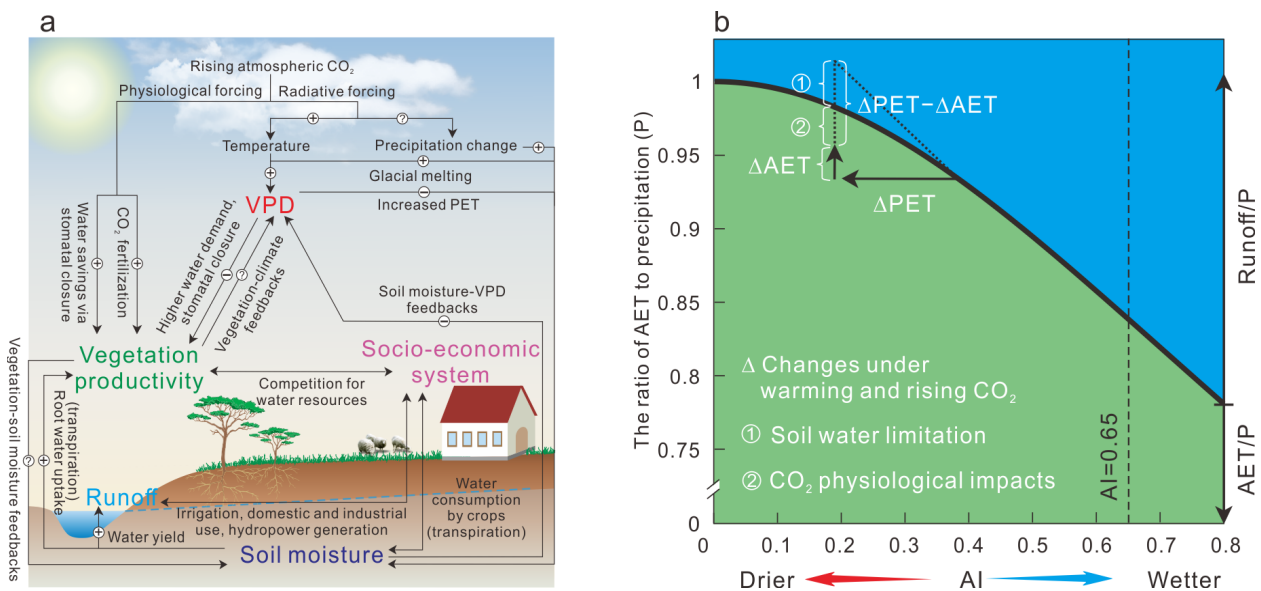 a
Rising atmospheric CO₂
Physiological forcing
Radiative forcing
+
?
Temperature
Precipitation change
+
+
+
Glacial melting
−
Increased PET
VPD
Water savings via
stomatal closure
+
CO₂ fertilization
+
Higher water demand,
stomatal closure
−
?
Vegetation-climate
feedbacks
Soil moisture-VPD
feedbacks
−
Vegetation
productivity
Socio-economic
system
Competition for
water resources
Vegetation-soil moisture feedbacks
?
+
Root water uptake
(transpiration)
Runoff
+
Water yield
Irrigation, domestic and industrial
use, hydropower generation
Water
consumption
by crops
(transpiration)
Soil moisture
b
The ratio of AET to precipitation (P)
1
0.95
0.9
0.85
0.8
0.75
0
①
②
ΔPET−ΔAET
ΔAET
ΔPET
Δ Changes under
warming and rising CO₂
① Soil water limitation
② CO₂ physiological impacts
AI=0.65
Runoff/P
AET/P
0 0.1 0.2 0.3 0.4 0.5 0.6 0.7 0.8
Drier AI Wetter